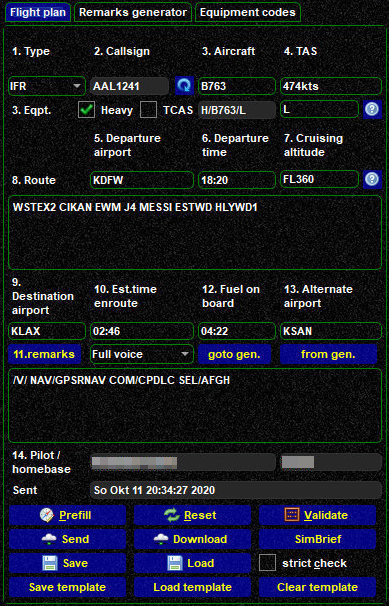 Flight plan Remarks generator Equipment codes
1. Type 2. Callsign 3. Aircraft 4. TAS
IFR AAL1241 B763 474kts
3. Eqpt. Heavy TCAS H/B763/L L
5. Departure airport 6. Departure time 7. Cruising altitude
8. Route KDFW 18:20 FL360
WSTEX2 CIKAN EWM J4 MESSI ESTWD HLYWD1
9. Destination airport 10. Est.time enroute 12. Fuel on board 13. Alternate airport
KLAX 02:46 04:22 KSAN
11.remarks Full voice goto gen. from gen.
/V/ NAV/GPSRNAV COM/CPDLC SEL/AFGH
14. Pilot / homebase
Sent So Okt 11 20:34:27 2020
Prefill Reset Validate
Send Download SimBrief
Save Load strict check
Save template Load template Clear template